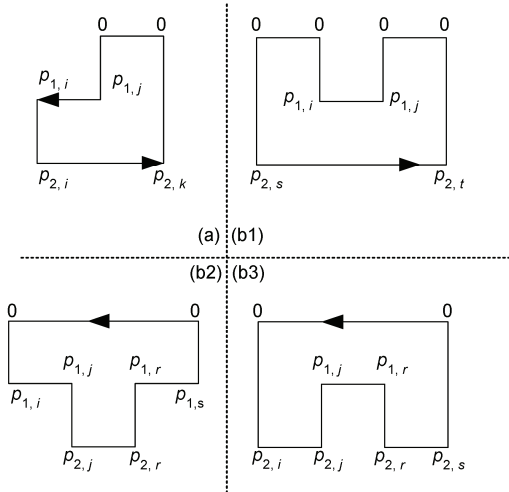 0 0
p1, i p1, j
p2, i p2, k
(a)
0 0 0 0
p1, i p1, j
p2, s p2, t
(b1)
(b2)
0 0
p1, j p1, r
p1, i p1,s
p2, j p2, r
(b3)
0 0
p1, j p1, r
p2, i p2, j p2, r p2, s